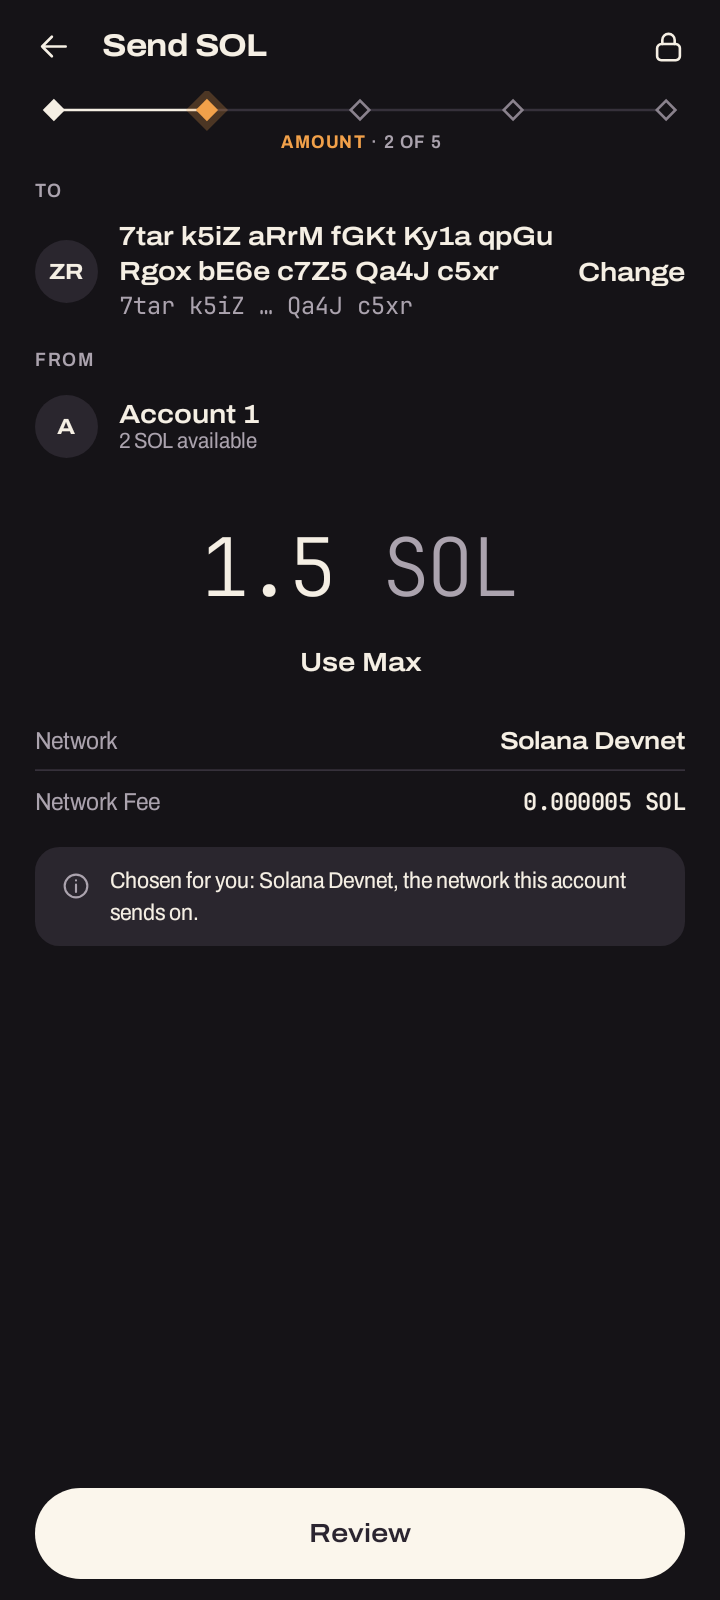 Send SOL
AMOUNT · 2 OF 5
TO
ZR
7tar k5iZ aRrM fGKt Ky1a qpGu
Rgox bE6e c7Z5 Qa4J c5xr
7tar k5iZ … Qa4J c5xr
Change
FROM
A
Account 1
2 SOL available
1.5 SOL
Use Max
Network
Solana Devnet
Network Fee
0.000005 SOL
Chosen for you: Solana Devnet, the network this account
sends on.
Review